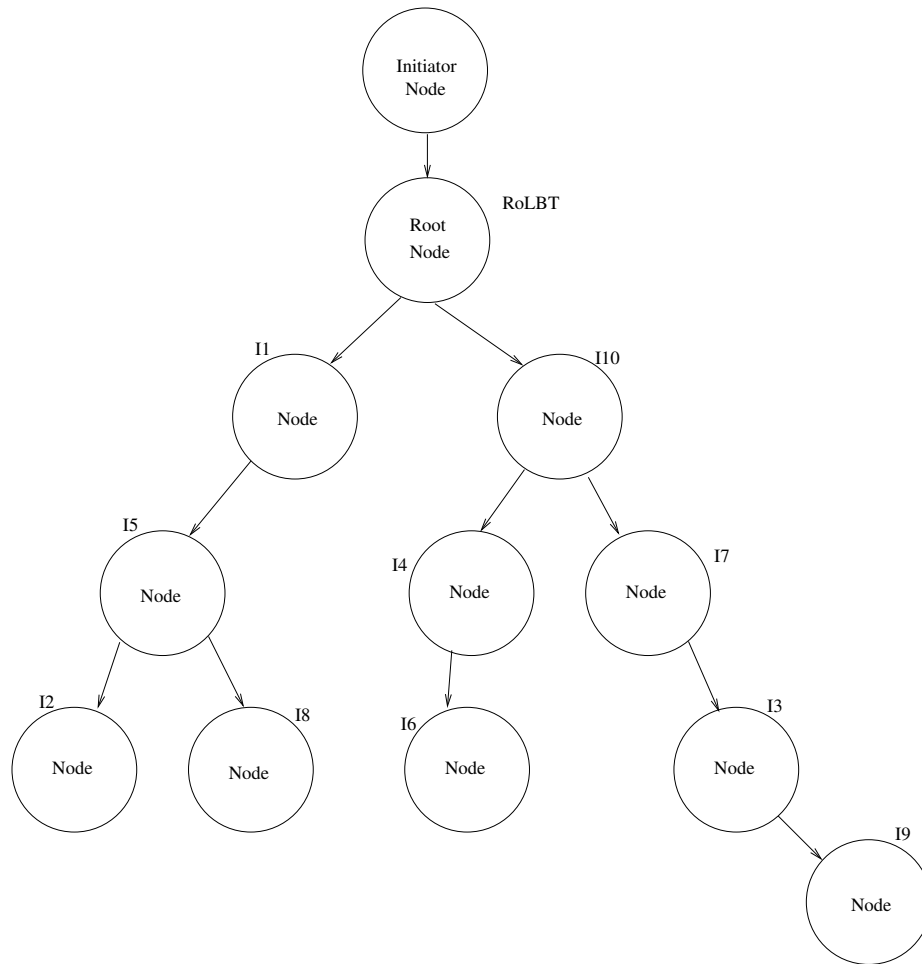 Initiator
Node
RoLBT
Root
Node
I1
I10
Node
Node
I5
I4
I7
Node
Node
Node
I2
I8
I6
I3
Node
Node
Node
Node
I9
Node